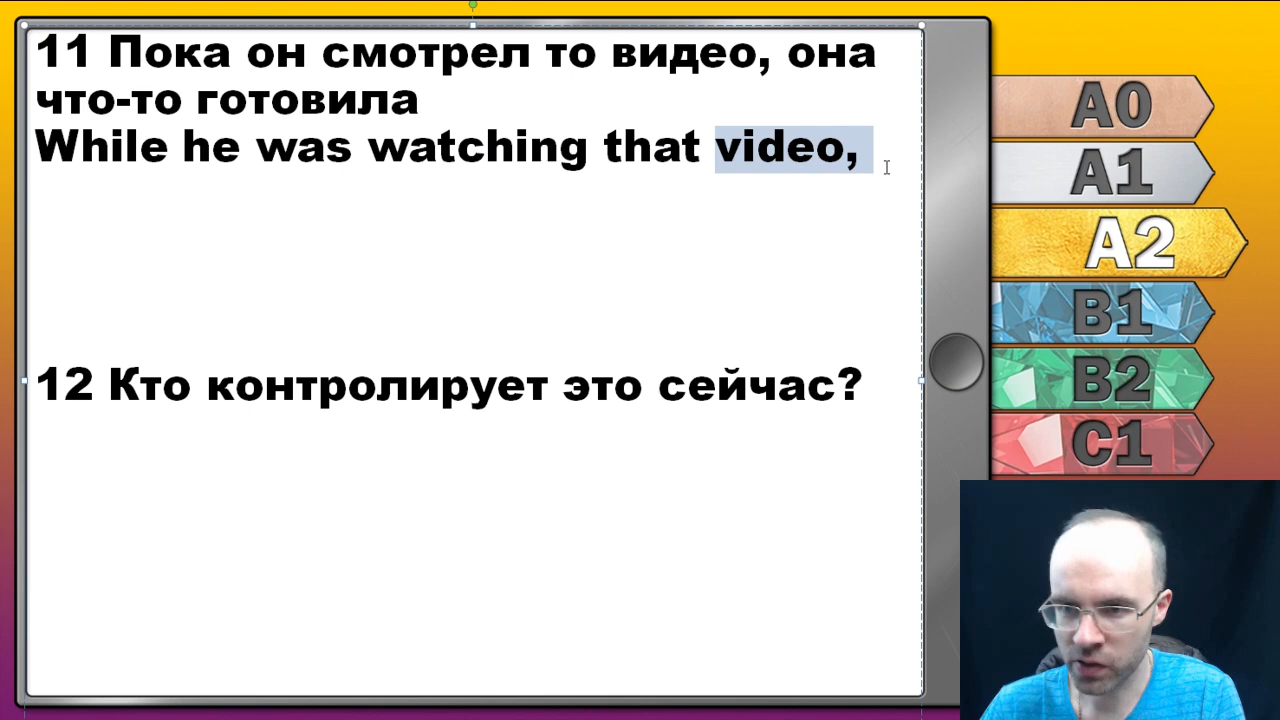 11 Пока он смотрел то видео, она
что-то готовила
While he was watching that video,
12 Кто контролирует это сейчас?
A0
A1
A2
B1
B2
C1